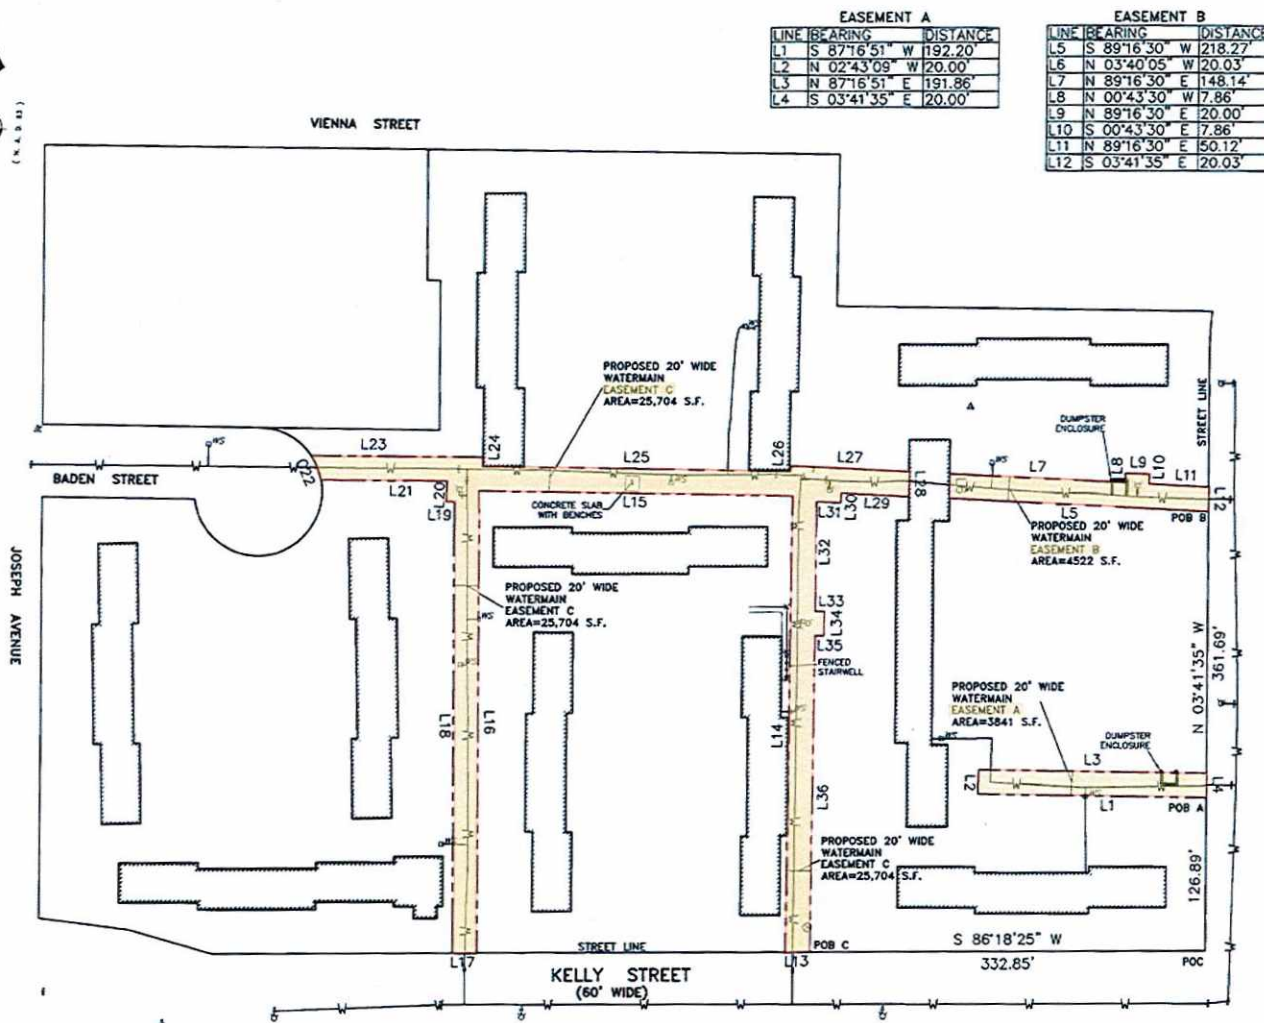 EASEMENT A
LINE BEARING DISTANCE
L1 S 87°16'51" W 192.20'
L2 N 02°43'09" W 20.00'
L3 N 87°16'51" E 191.86'
L4 S 03°41'35" E 20.00'
EASEMENT B
LINE BEARING DISTANCE
L5 S 89°16'30" W 218.27'
L6 N 03°40'05" W 20.03'
L7 N 89°16'30" E 148.14'
L8 N 00°43'30" W 7.86'
L9 N 89°16'30" E 20.00'
L10 S 00°43'30" E 7.86'
L11 N 89°16'30" E 50.12'
L12 S 03°41'35" E 20.03'
(N.A.D. 83)
VIENNA STREET
PROPOSED 20' WIDE
WATERMAIN
EASEMENT C
AREA=25,704 S.F.
STREET LINE
DUMPSTER
ENCLOSURE
L23
L24
L25
L26
L27
L28
L7
L8
L9
L10
L11
L12
C22
WS
BADEN STREET
L21
L20
L19
CONCRETE SLAB
WITH BENCHES
L15
L31
L30
L29
L5
POB B
PROPOSED 20' WIDE
WATERMAIN
EASEMENT B
AREA=4522 S.F.
L32
JOSEPH AVENUE
PROPOSED 20' WIDE
WATERMAIN
EASEMENT C
AREA=25,704 S.F.
WS
L33
L34
L35
FENCED
STAIRWELL
N 03°41'35" W
361.69'
PROPOSED 20' WIDE
WATERMAIN
EASEMENT A
AREA=3841 S.F.
L18
L16
L14
L36
WS
DUMPSTER
ENCLOSURE
L3
L2
L4
L1
POB A
PROPOSED 20' WIDE
WATERMAIN
EASEMENT C
AREA=25,704 S.F.
126.89'
STREET LINE
POB C
S 86°18'25" W
L17
L13
332.85'
POC
KELLY STREET
(60' WIDE)